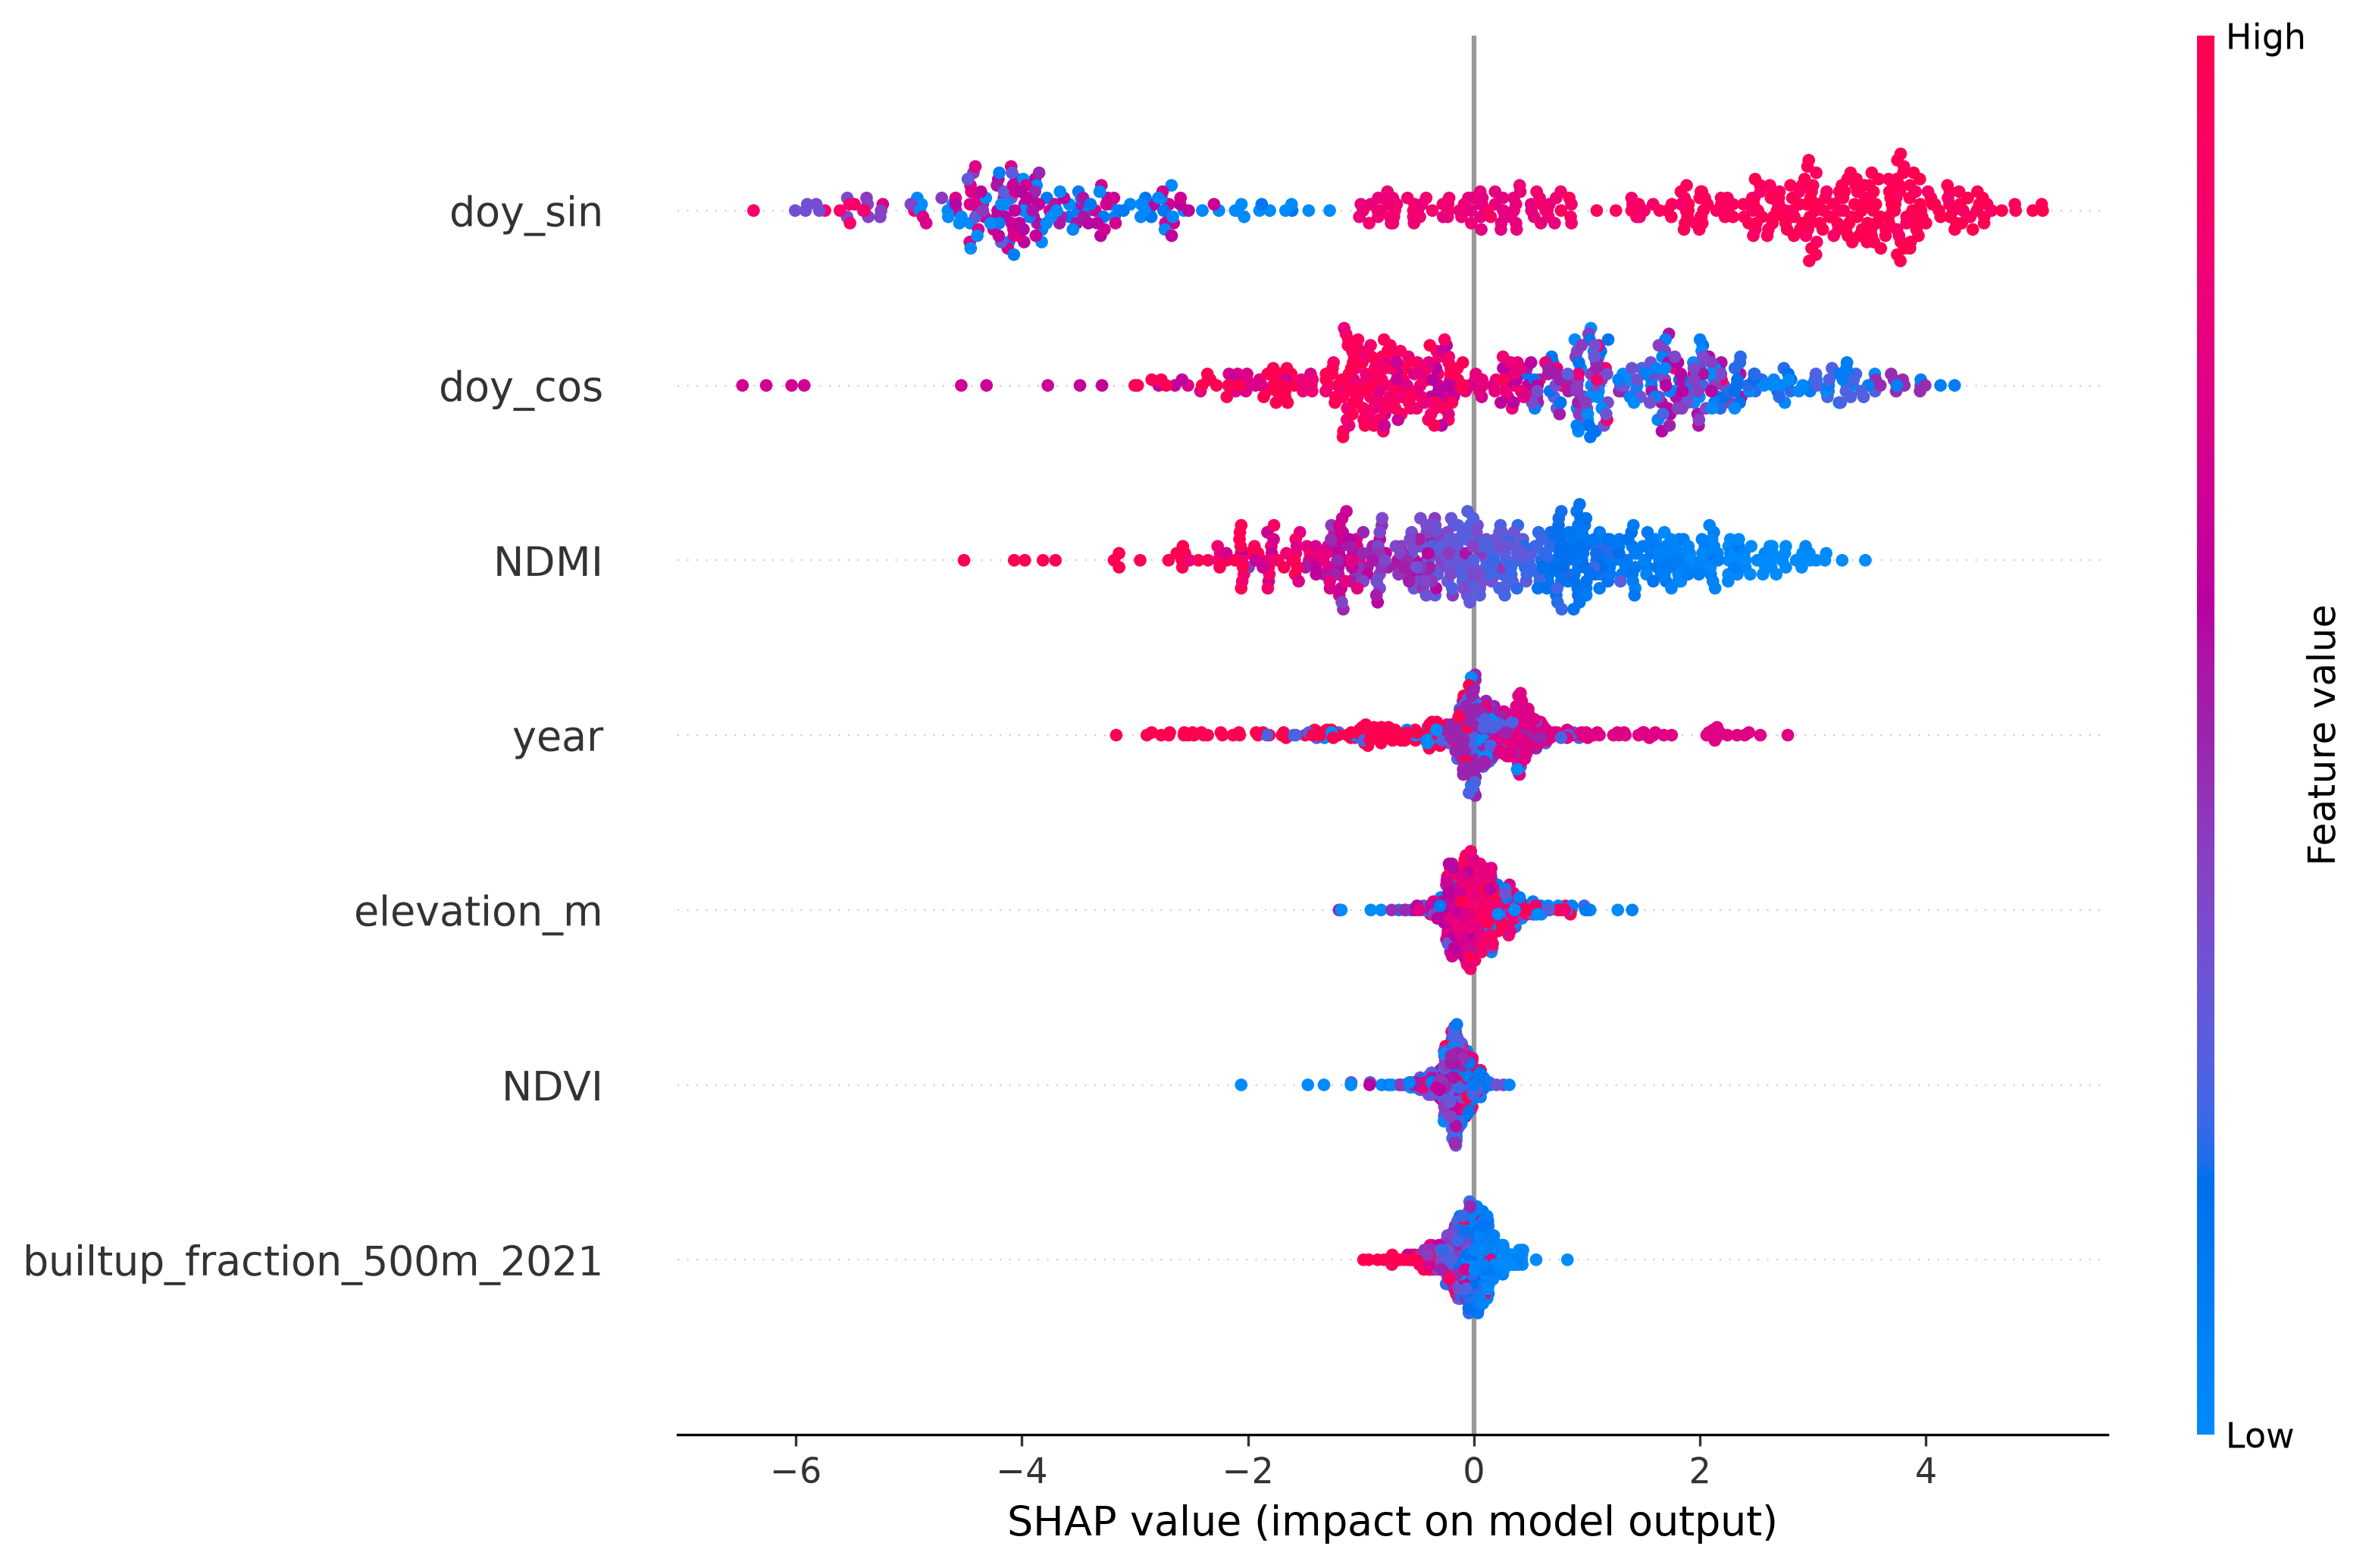 High
doy_sin
doy_cos
NDMI
year
elevation_m
NDVI
builtup_fraction_500m_2021
Feature value
Low
−6 −4 −2 0 2 4
SHAP value (impact on model output)